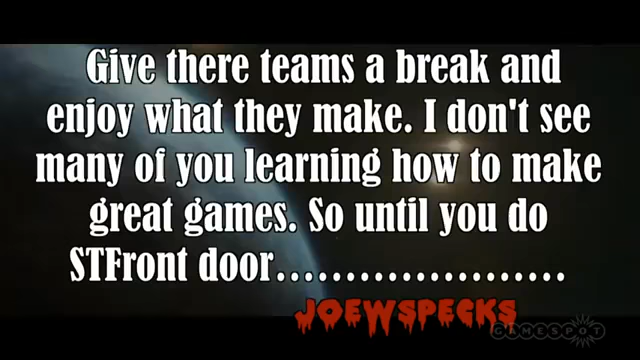 Give there teams a break and
enjoy what they make. I don't see
many of you learning how to make
great games. So until you do
STFront door......................
JOEWSPECKS
GAMESPOT